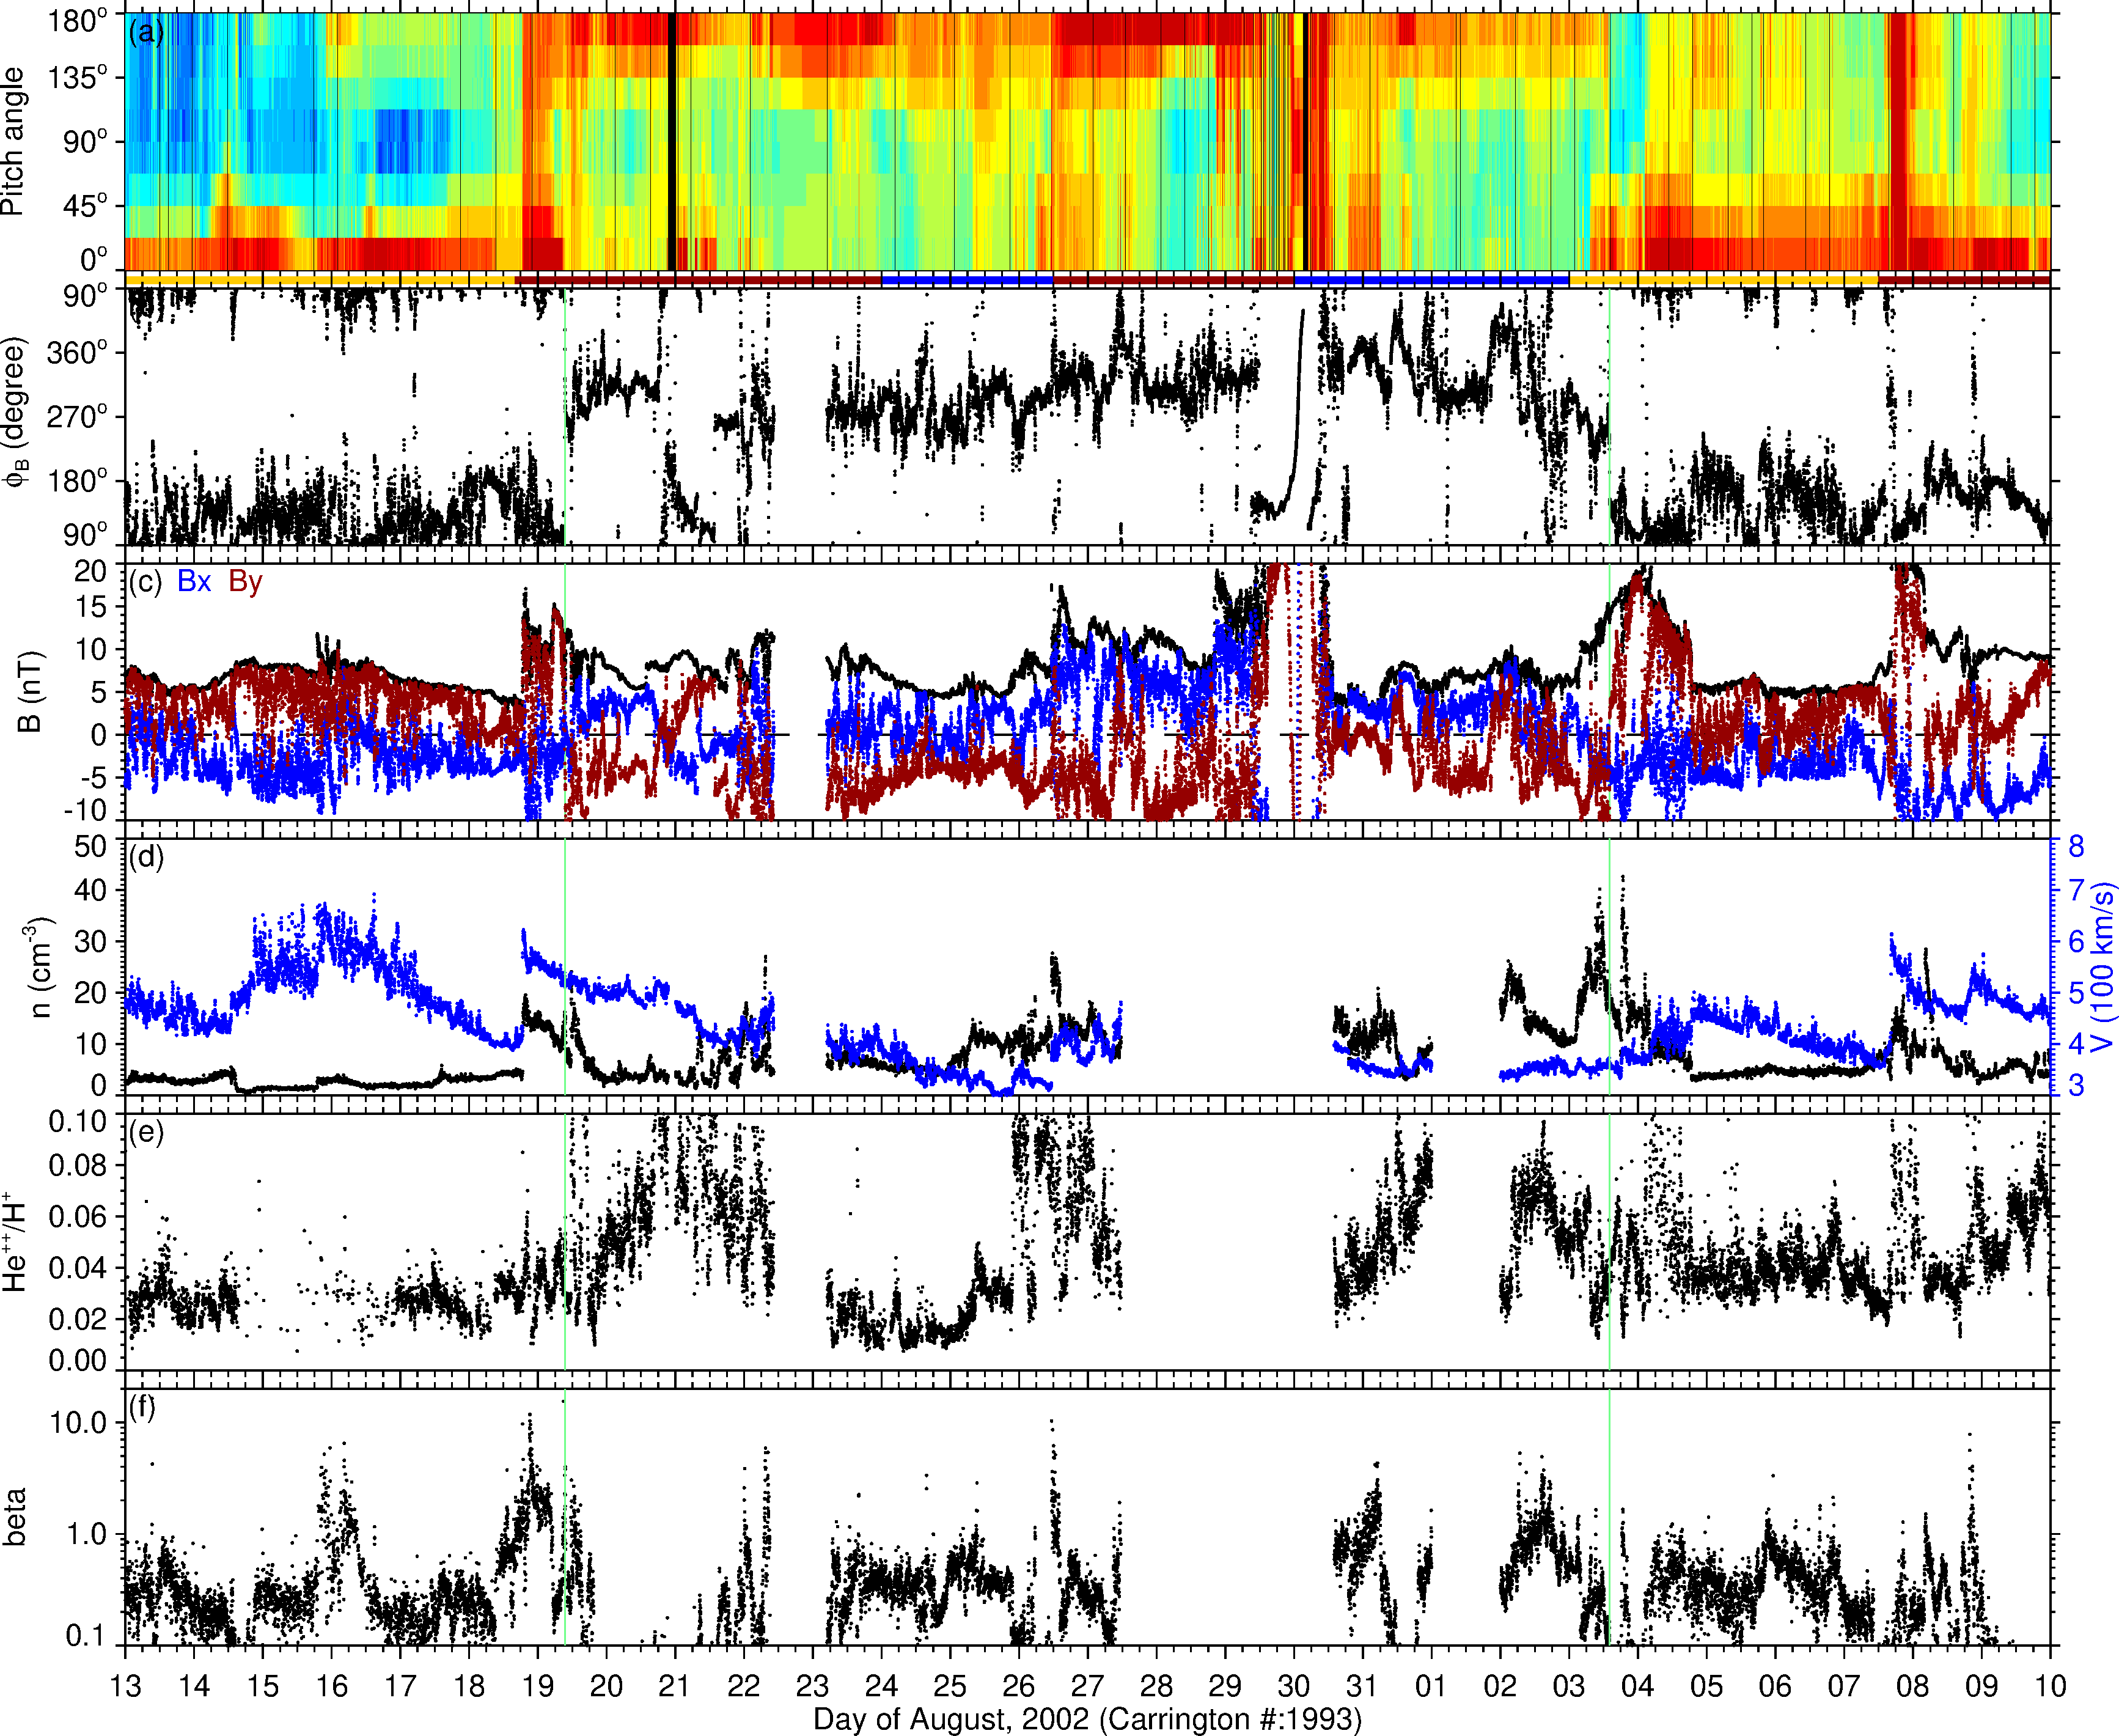 (a)
180°
135°
90°
45°
0°
Pitch angle
90°
360°
270°
180°
90°
ϕB (degree)
(c) Bx By
20
15
10
5
0
-5
-10
B (nT)
(d)
50
40
30
20
10
0
n (cm-3)
8
7
6
5
4
3
V (100 km/s)
(e)
0.10
0.08
0.06
0.04
0.02
0.00
He++/H+
(f)
10.0
1.0
0.1
beta
13 14 15 16 17 18 19 20 21 22 23 24 25 26 27 28 29 30 31 01 02 03 04 05 06 07 08 09 10
Day of August, 2002 (Carrington #:1993)